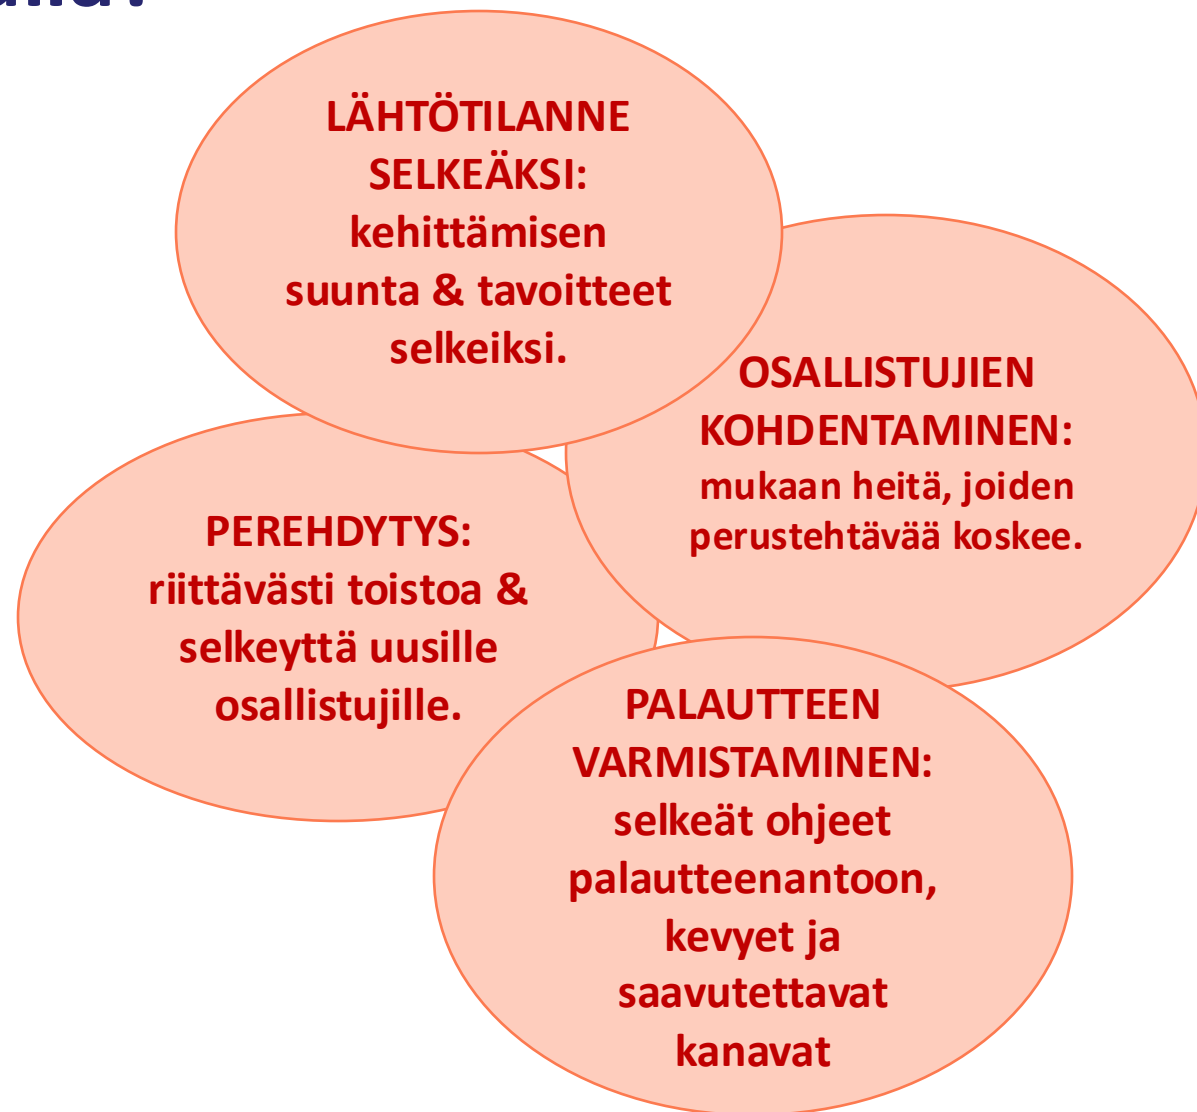 LÄHTÖTILANNE
SELKEÄKSI:
kehittämisen
suunta & tavoitteet
selkeiksi.
OSALLISTUJIEN
KOHDENTAMINEN:
mukaan heitä, joiden
perustehtävää koskee.
PEREHDYTYS:
riittävästi toistoa &
selkeyttä uusille
osallistujille.
PALAUTTEEN
VARMISTAMINEN:
selkeät ohjeet
palautteenantoon,
kevyet ja
saavutettavat
kanavat